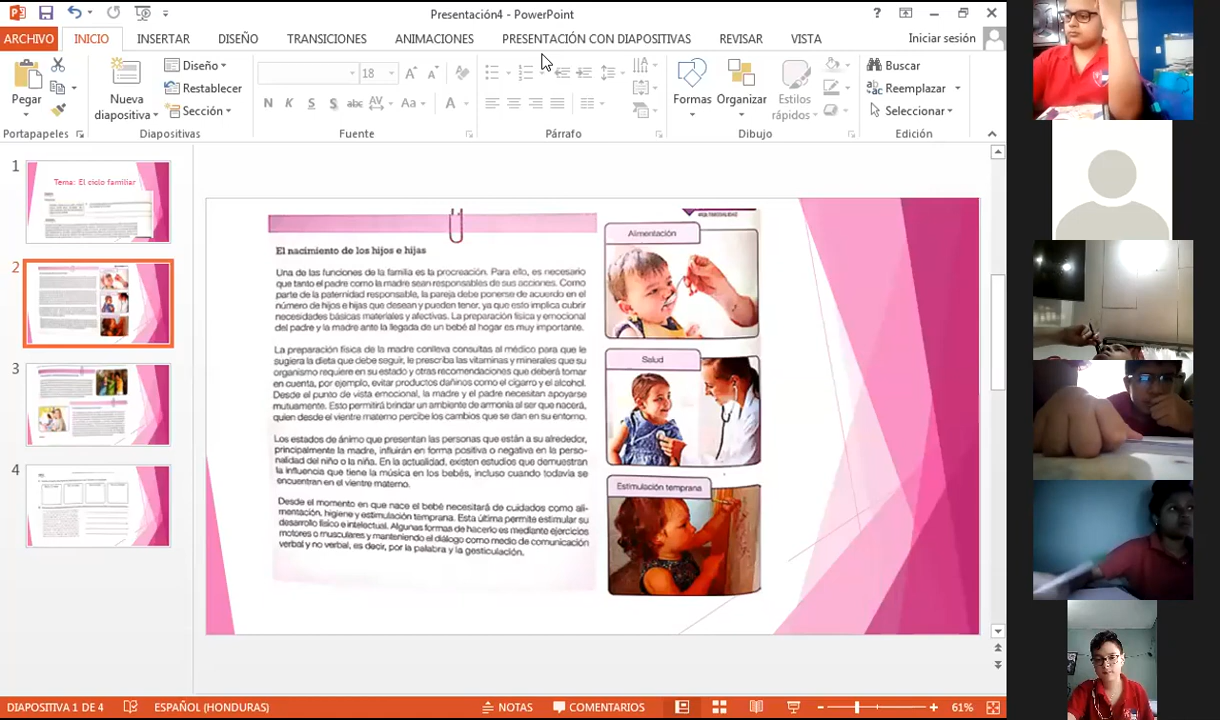 Presentación4 - PowerPoint
ARCHIVO INICIO INSERTAR DISEÑO TRANSICIONES ANIMACIONES PRESENTACIÓN CON DIAPOSITIVAS REVISAR VISTA Iniciar sesión
Pegar
Nueva
diapositiva
Diseño
Restablecer
Sección
18
N K S S abc AV Aa A
Formas
Organizar
Estilos
rápidos
Buscar
Reemplazar
Seleccionar
Portapapeles Diapositivas Fuente Párrafo Dibujo Edición
1
Tema: El ciclo familiar
2
3
4
El nacimiento de los hijos e hijas
Una de las funciones de la familia es la procreación. Para ello, es necesario
que tanto el padre como la madre sean responsables de sus acciones. Como
parte de la paternidad responsable, la pareja debe ponerse de acuerdo en el
número de hijos e hijas que desean y pueden tener, ya que esto implica cubrir
necesidades básicas materiales y afectivas. La preparación física y emocional
del padre y la madre ante la llegada de un bebé al hogar es muy importante.
La preparación física de la madre conlleva consultas al médico para que le
sugiera la dieta que debe seguir, le prescriba las vitaminas y minerales que su
organismo requiere en su estado y otras recomendaciones que deberá tomar
en cuenta, por ejemplo, evitar productos dañinos como el cigarro y el alcohol.
Desde el punto de vista emocional, la madre y el padre necesitan apoyarse
mutuamente. Esto permitirá brindar un ambiente de armonía al ser que nacerá,
quien desde el vientre materno percibe los cambios que se dan en su entorno.
Los estados de ánimo que presentan las personas que están a su alrededor,
principalmente la madre, influirán en forma positiva o negativa en la perso-
nalidad del niño o la niña. En la actualidad, existen estudios que demuestran
la influencia que tiene la música en los bebés, incluso cuando todavía se
encuentran en el vientre materno.
Desde el momento en que nace el bebé necesitará de cuidados como ali-
mentación, higiene y estimulación temprana. Esta última permite estimular su
desarrollo físico e intelectual. Algunas formas de hacerlo es mediante ejercicios
motores o musculares y manteniendo el diálogo como medio de comunicación
verbal y no verbal, es decir, por la palabra y la gesticulación.
Alimentación
Salud
Estimulación temprana
DIAPOSITIVA 1 DE 4 ESPAÑOL (HONDURAS) NOTAS COMENTARIOS 61%